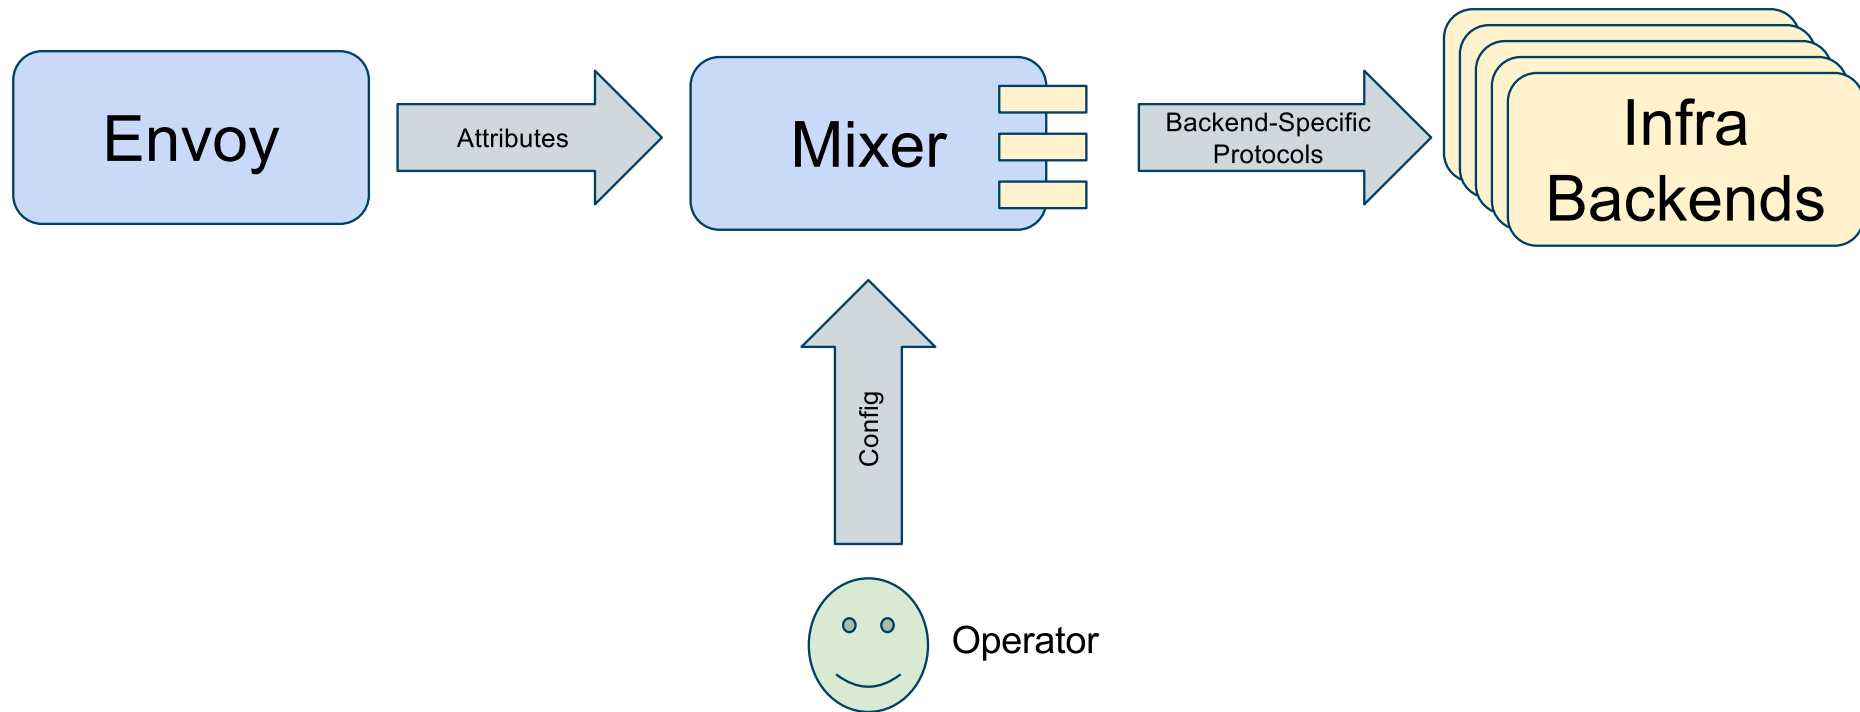 Envoy
Attributes
Mixer
Backend-Specific
Protocols
Infra
Backends
Config
Operator